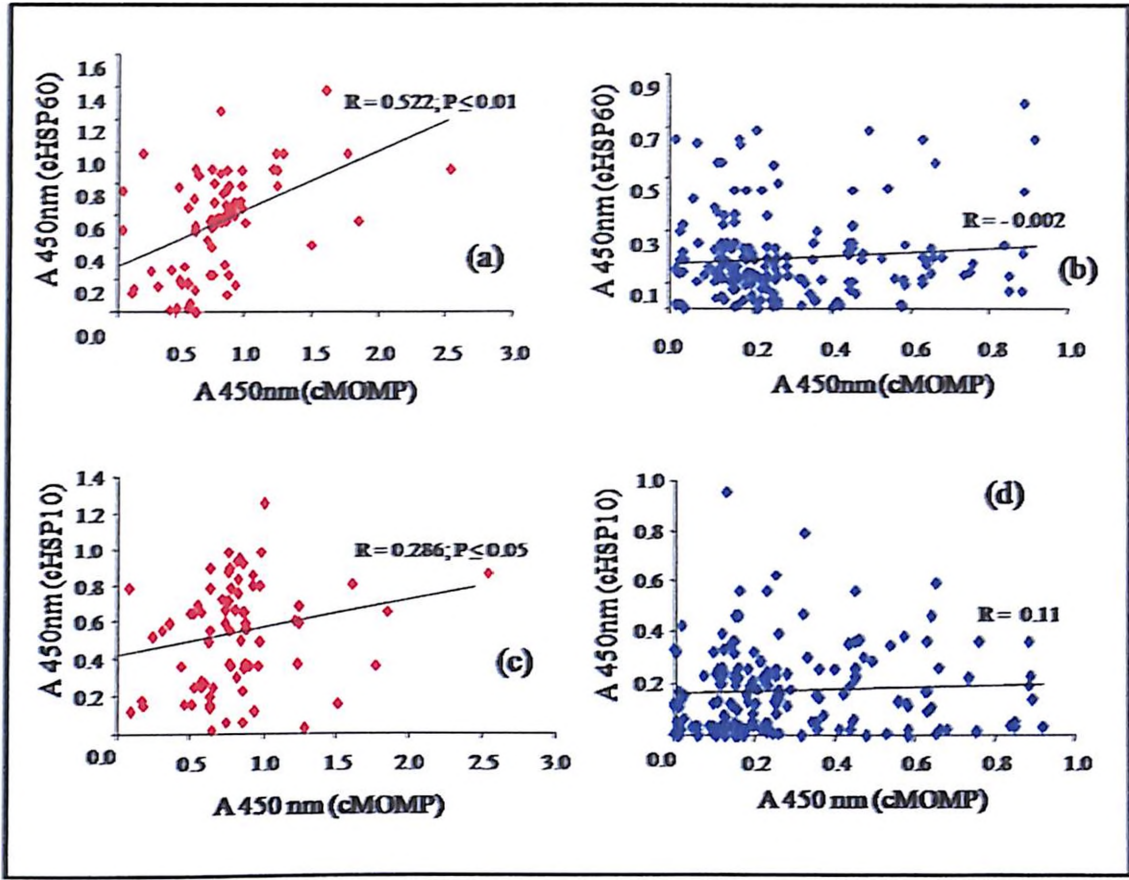 1.6
1.4
1.2
1.0
0.8
0.6
0.4
0.2
0.0
A 450nm (cHSP60)
R = 0.522; P ≤ 0.01
(a)
0.5 1.0 1.5 2.0 2.5 3.0
A 450nm (cMOMP)
0.9
0.7
0.5
0.3
0.1
A 450nm (cHSP60)
R = - 0.002
(b)
0.0 0.2 0.4 0.6 0.8 1.0
A 450nm (cMOMP)
1.4
1.2
1.0
0.8
0.6
0.4
0.2
A 450nm (cHSP10)
R = 0.286; P ≤ 0.05
(c)
0.0 0.5 1.0 1.5 2.0 2.5 3.0
A 450 nm (cMOMP)
1.0
0.8
0.6
0.4
0.2
A 450nm (cHSP10)
(d)
R = 0.11
0.0 0.2 0.4 0.6 0.8 1.0
A 450 nm (cMOMP)